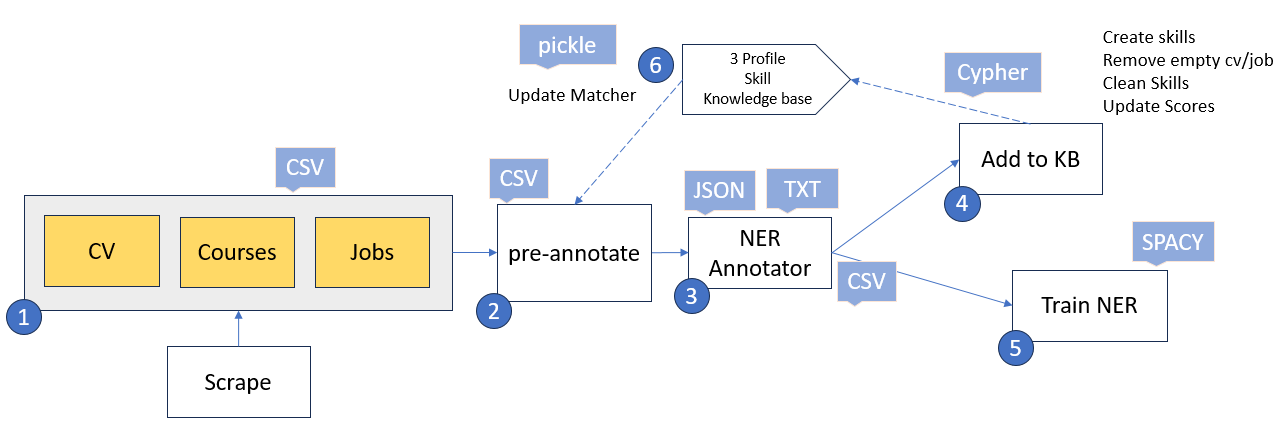 pickle
6
3 Profile
Skill
Knowledge base
Update Matcher
Cypher
Create skills
Remove empty cv/job
Clean Skills
Update Scores
CSV
CV
Courses
Jobs
1
Scrape
CSV
pre-annotate
2
JSON
TXT
NER
Annotator
3
CSV
Add to KB
4
SPACY
Train NER
5